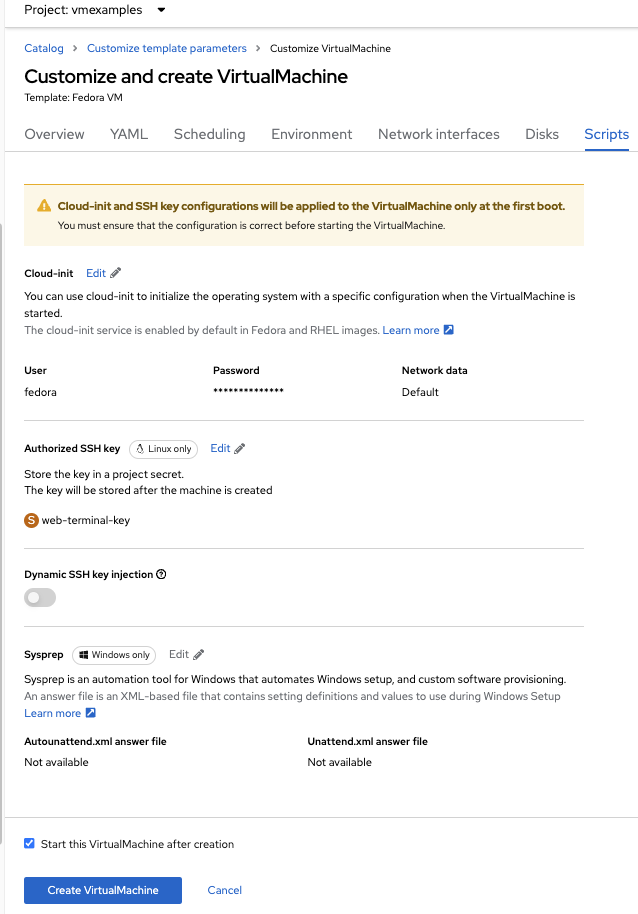 Project: vmexamples
Catalog > Customize template parameters > Customize VirtualMachine
Customize and create VirtualMachine
Template: Fedora VM
Overview YAML Scheduling Environment Network interfaces Disks Scripts
Cloud-init and SSH key configurations will be applied to the VirtualMachine only at the first boot.
You must ensure that the configuration is correct before starting the VirtualMachine.
Cloud-init Edit
You can use cloud-init to initialize the operating system with a specific configuration when the VirtualMachine is
started.
The cloud-init service is enabled by default in Fedora and RHEL images. Learn more
User Password Network data
fedora ************** Default
Authorized SSH key Linux only Edit
Store the key in a project secret.
The key will be stored after the machine is created
S web-terminal-key
Dynamic SSH key injection
Sysprep Windows only Edit
Sysprep is an automation tool for Windows that automates Windows setup, and custom software provisioning.
An answer file is an XML-based file that contains setting definitions and values to use during Windows Setup
Learn more
Autounattend.xml answer file Unattend.xml answer file
Not available Not available
Start this VirtualMachine after creation
Create VirtualMachine Cancel